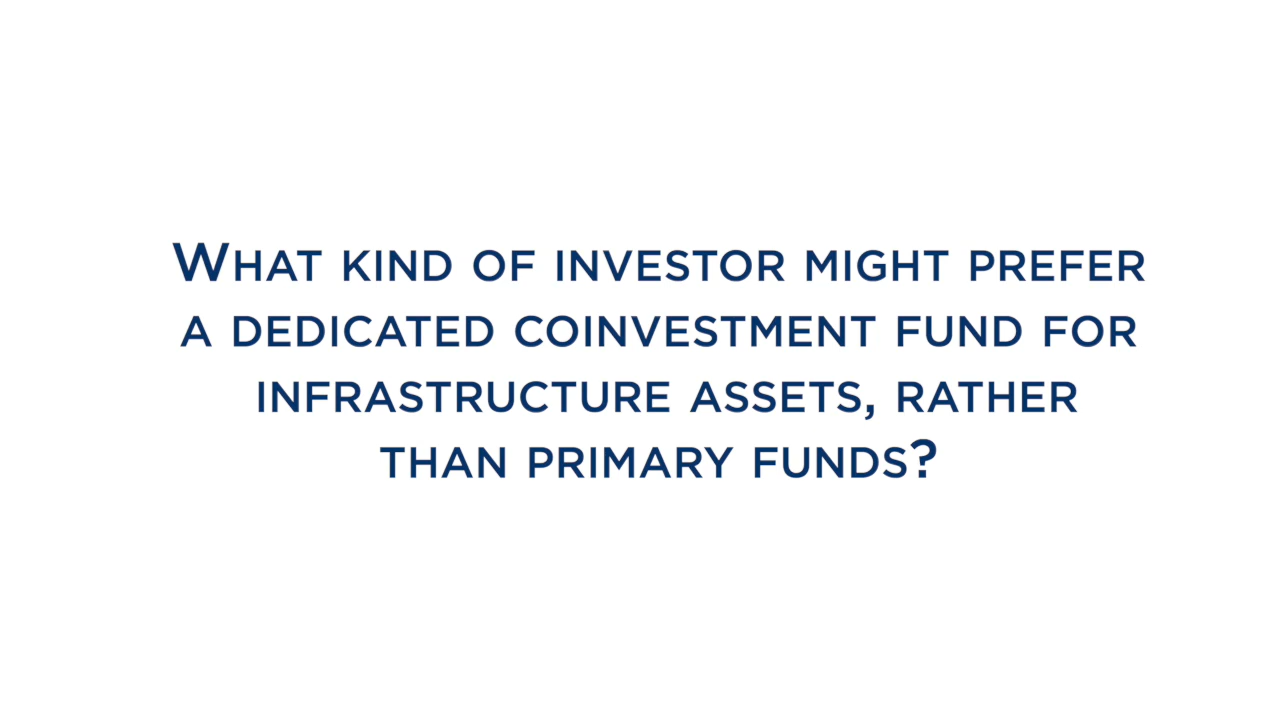 What kind of investor might prefer
a dedicated coinvestment fund for
infrastructure assets, rather
than primary funds?